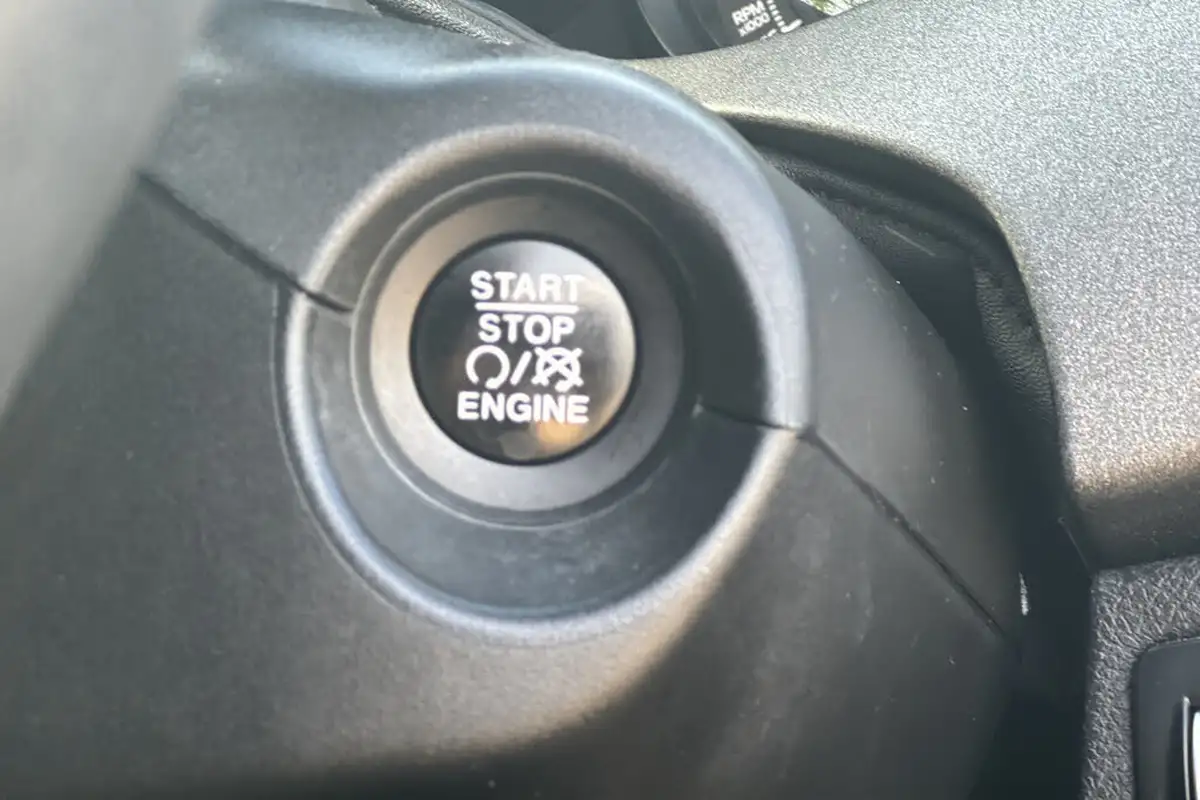 RPM
x1000
START
STOP
/
ENGINE